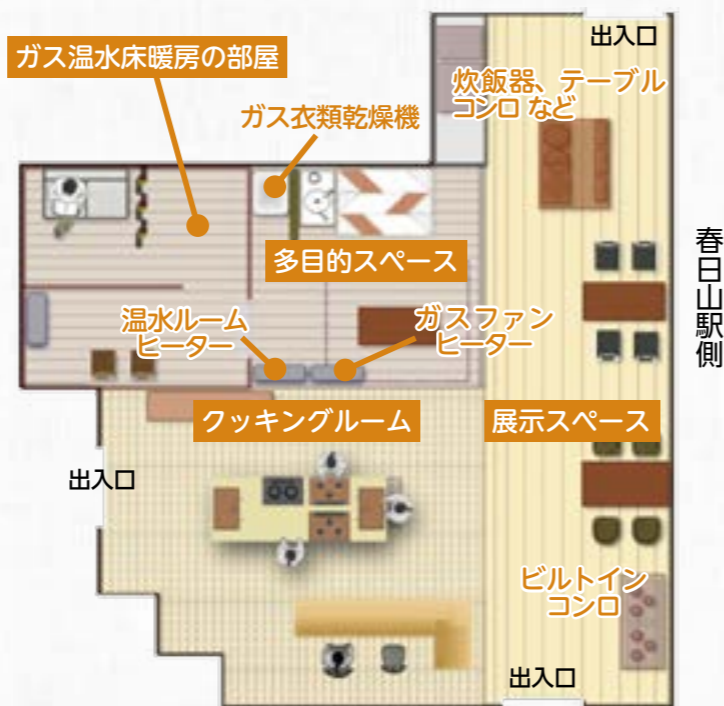 出入口
ガス温水床暖房の部屋
炊飯器、テーブル
コンロ など
ガス衣類乾燥機
多目的スペース
春日山駅側
温水ルーム
ヒーター
ガスファン
ヒーター
クッキングルーム
展示スペース
出入口
ビルトイン
コンロ
出入口